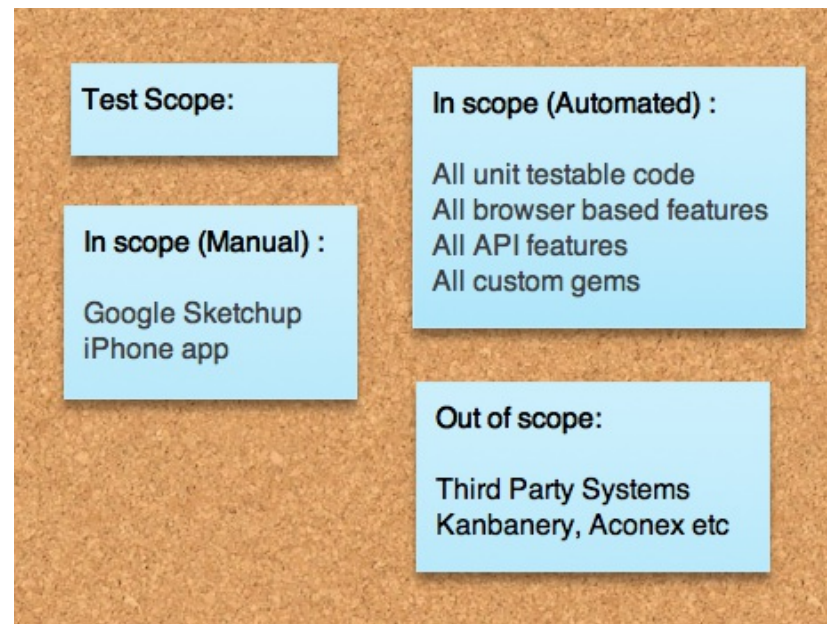 Test Scope:
In scope (Automated) :
All unit testable code
All browser based features
All API features
All custom gems
In scope (Manual) :
Google Sketchup
iPhone app
Out of scope:
Third Party Systems
Kanbanery, Aconex etc